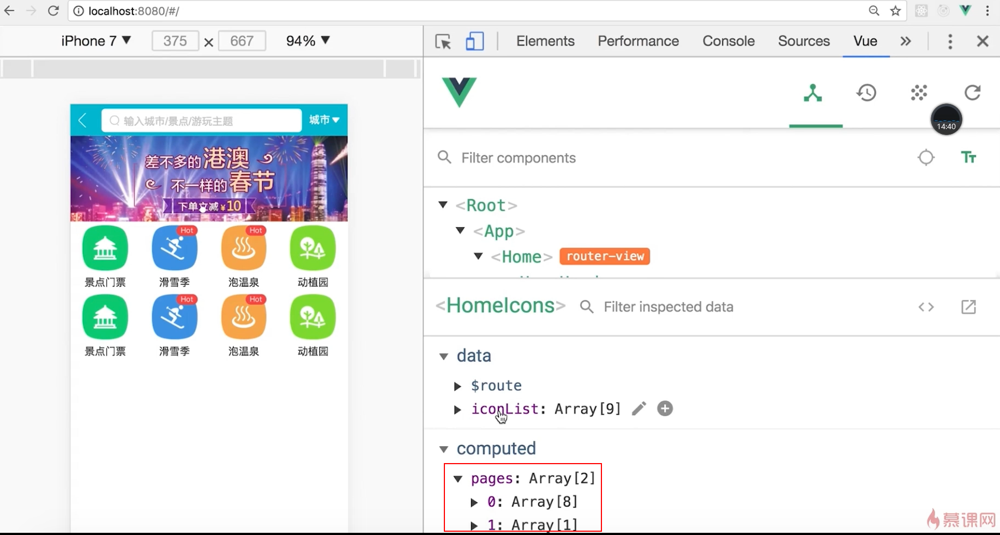 localhost:8080/#/
iPhone 7 ▼ 375 × 667 94% ▼
Elements Performance Console Sources Vue »
输入城市/景点/游玩主题 城市
差不多的港澳
不一样的春节
下单立减¥10
Hot Hot
景点门票 滑雪季 泡温泉 动植园
Hot Hot
景点门票 滑雪季 泡温泉 动植园
14:40
Filter components
<Root>
<App>
<Home> router-view
<HomeIcons> Filter inspected data
data
$route
iconList: Array[9]
computed
pages: Array[2]
0: Array[8]
1: Array[1]
慕课网